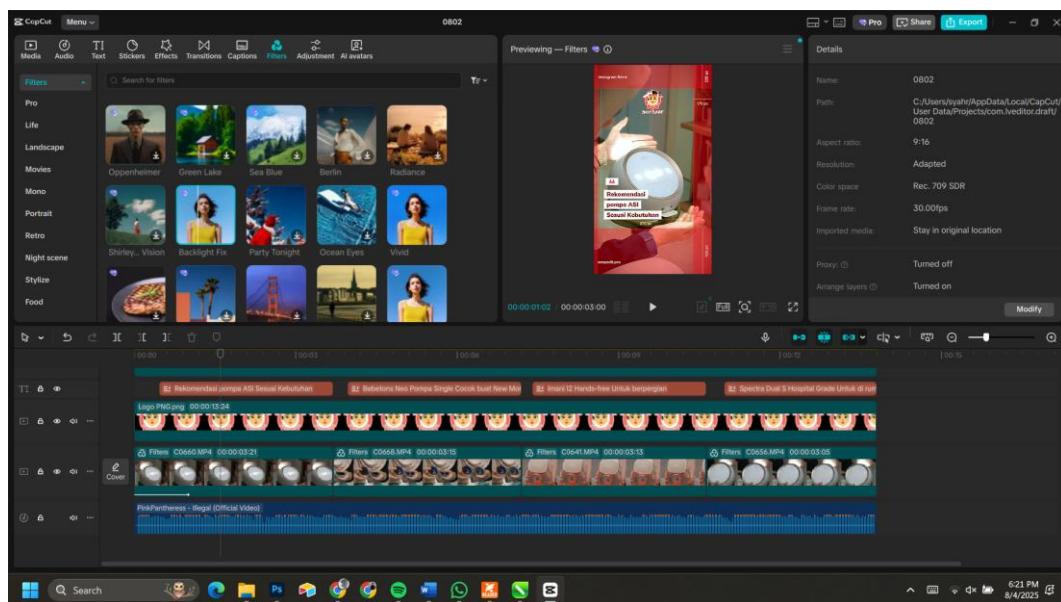 CapCut
Menu
0802
Pro
Share
Export
Media
Audio
Text
Stickers
Effects
Transitions
Captions
Filters
Adjustment
AI avatars
Filters
Pro
Life
Landscape
Movies
Mono
Portrait
Retro
Night scene
Stylize
Food
Search for filters
Oppenheimer
Green Lake
Sea Blue
Berlin
Radiance
Shirley... Vision
Backlight Fix
Party Tonight
Ocean Eyes
Vivid
Previewing — Filters
Rekomendasi
pompa ASI
Sesuai Kebutuhan
00:00:01:02 / 00:00:03:00
Full
Details
Name:
0802
Path:
C:/Users/syahr/AppData/Local/CapCut/
User Data/Projects/com.lveditor.draft/
0802
Aspect ratio:
9:16
Resolution:
Adapted
Color space
Rec. 709 SDR
Frame rate:
30.00fps
Imported media:
Stay in original location
Proxy:
Turned off
Arrange layers
Turned on
Modify
00:00
00:03
00:06
00:09
00:12
00:15
TI
Rekomendasi pompa ASI Sesuai Kebutuhan
Bebelons Neo Pompa Single Cocok buat New Mor
Imani 12 Hands-free Untuk berpergian
Spectra Dual S Hospital Grade Untuk di rum
Logo PNG.png 00:00:13:24
Cover
Filters C0660.MP4 00:00:03:21
Filters C0668.MP4 00:00:03:15
Filters C0641.MP4 00:00:03:13
Filters C0656.MP4 00:00:03:05
PinkPantheress - Illegal (Official Video)
Search
Ps
6:21 PM
8/4/2025